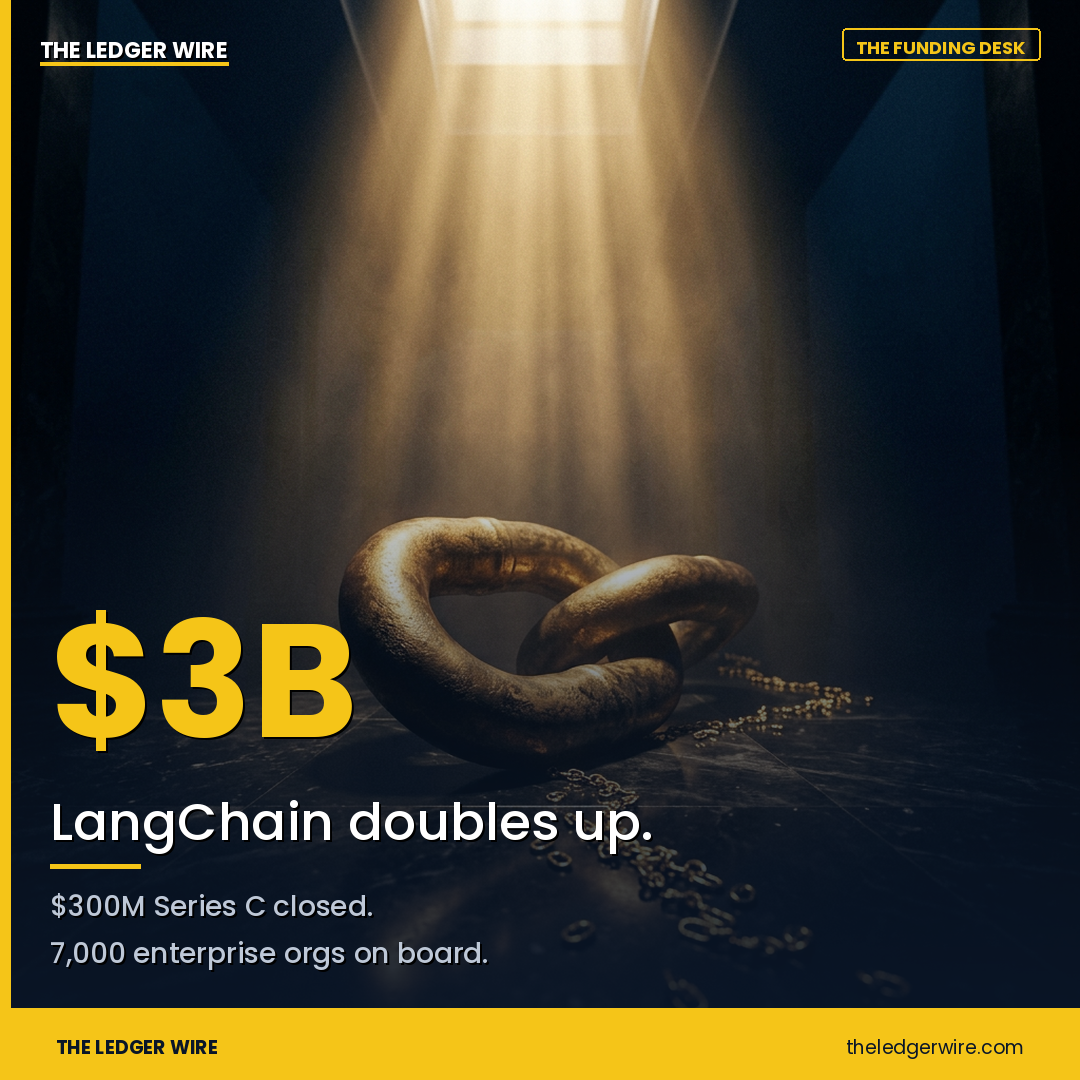 THE LEDGER WIRE
THE FUNDING DESK
$3B
LangChain doubles up.
$300M Series C closed.
7,000 enterprise orgs on board.
THE LEDGER WIRE
theledgerwire.com